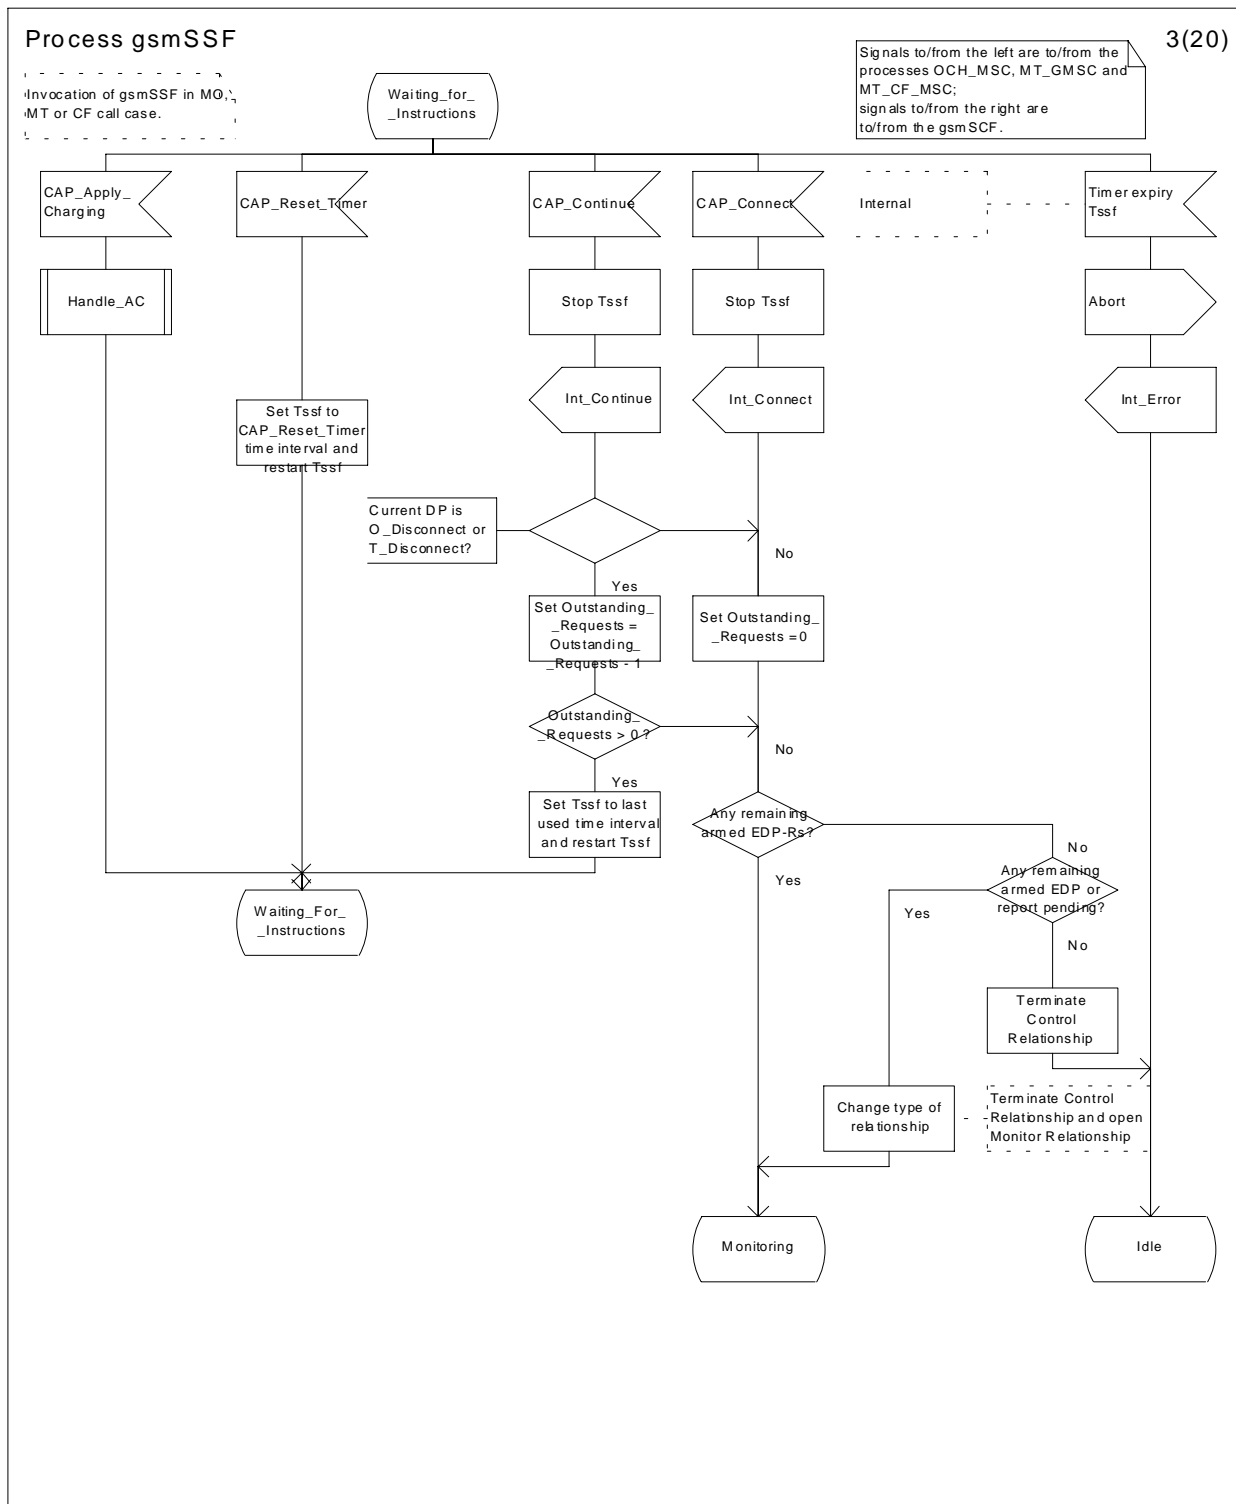 Process gsmSSF
3(20)
Invocation of gsmSSF in MO,
MT or CF call case.
Waiting_for_
_Instructions
Signals to/from the left are to/from the
processes OCH_MSC, MT_GMSC and
MT_CF_MSC;
signals to/from the right are
to/from the gsmSCF.
CAP_Apply_
Charging
CAP_Reset_Timer
CAP_Continue
CAP_Connect
Internal
Timer expiry
Tssf
Handle_AC
Stop Tssf
Stop Tssf
Abort
Int_Continue
Int_Connect
Int_Error
Set Tssf to
CAP_Reset_Timer
time interval and
restart Tssf
Current DP is
O_Disconnect or
T_Disconnect?
No
Yes
Set Outstanding_
_Requests =
Outstanding_
_Requests - 1
Set Outstanding_
_Requests =0
Outstanding_
_Requests > 0?
No
Yes
Set Tssf to last
used time interval
and restart Tssf
Any remaining
armed EDP-Rs?
No
Yes
Any remaining
armed EDP or
report pending?
Yes
No
Waiting_For_
_Instructions
Terminate
Control
Relationship
Change type of
relationship
Terminate Control
Relationship and open
Monitor Relationship
Monitoring
Idle